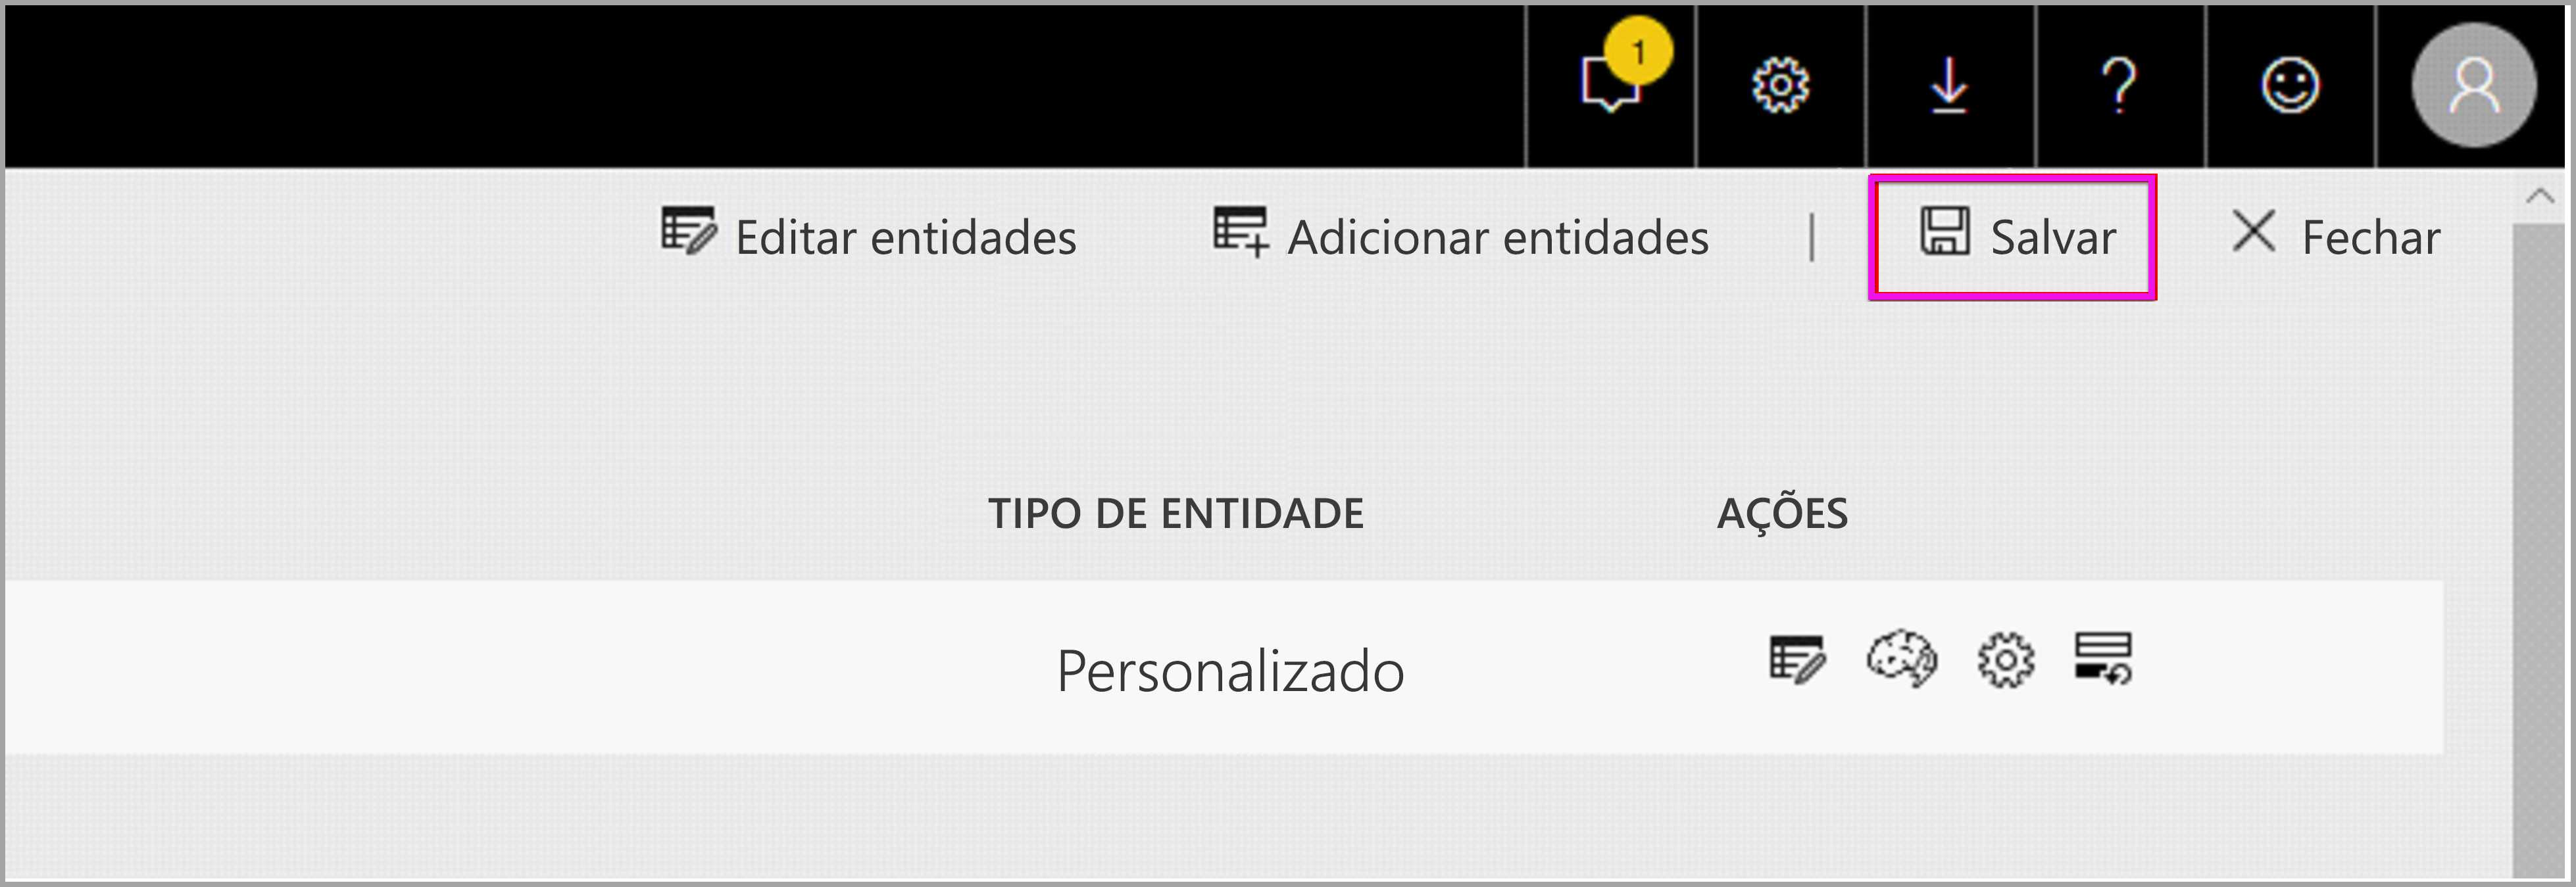 1
?
Editar entidades
Adicionar entidades
|
Salvar
Fechar
TIPO DE ENTIDADE
AÇÕES
Personalizado